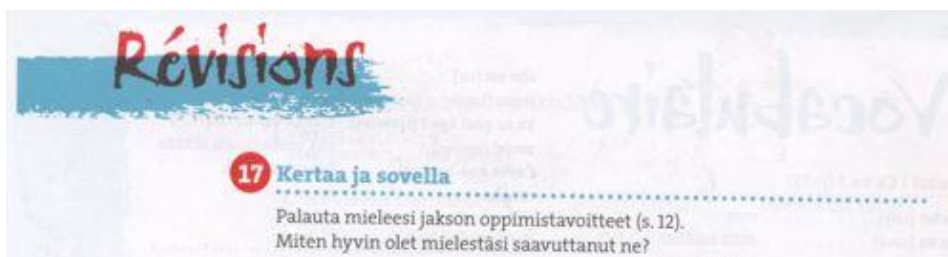 Révisions
17 Kertaa ja sovella
Palauta mieleesi jakson oppimistavoitteet (s. 12).
Miten hyvin olet mielestäsi saavuttanut ne?